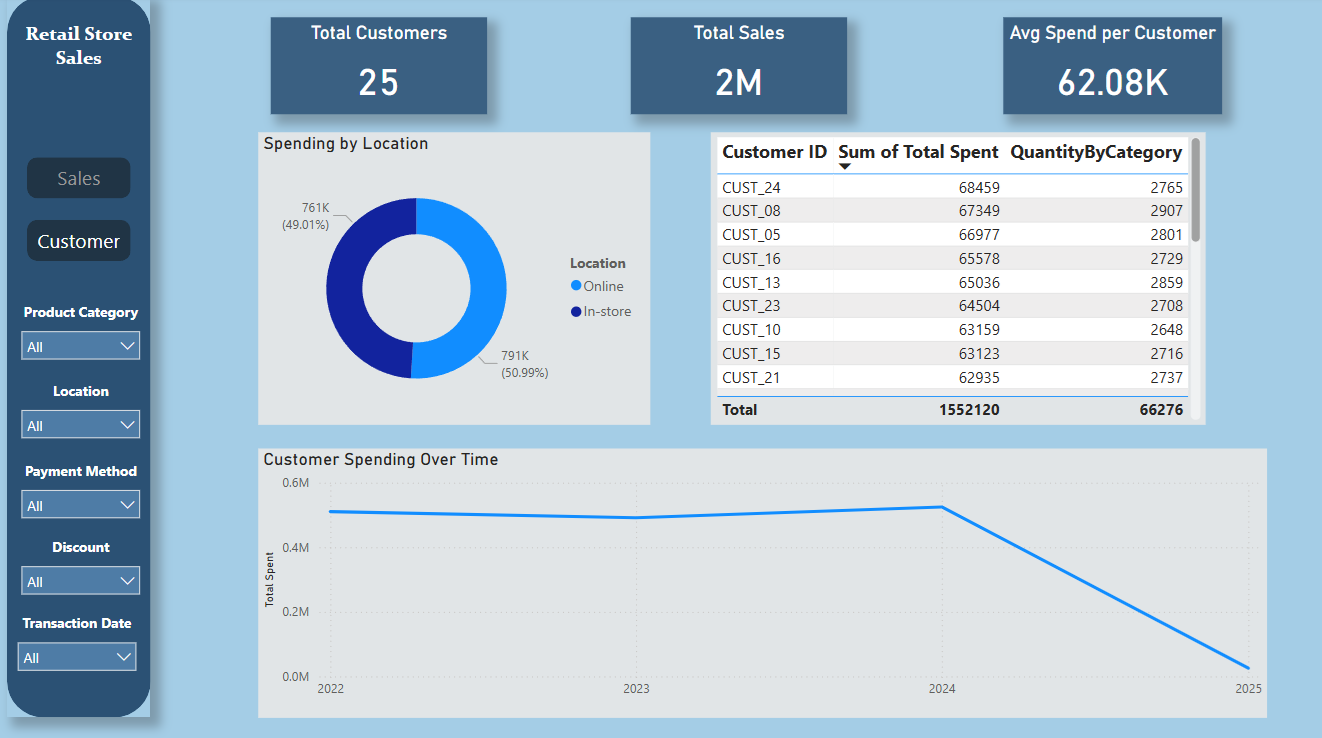 Retail Store
Sales
Sales
Customer
Product Category
All
Location
All
Payment Method
All
Discount
All
Transaction Date
All
Total Customers
25
Total Sales
2M
Avg Spend per Customer
62.08K
Spending by Location
761K
(49.01%)
791K
(50.99%)
Location
Online
In-store
Customer ID Sum of Total Spent QuantityByCategory
CUST_24 68459 2765
CUST_08 67349 2907
CUST_05 66977 2801
CUST_16 65578 2729
CUST_13 65036 2859
CUST_23 64504 2708
CUST_10 63159 2648
CUST_15 63123 2716
CUST_21 62935 2737
Total 1552120 66276
Customer Spending Over Time
Total Spent
0.6M
0.4M
0.2M
0.0M
2022 2023 2024 2025